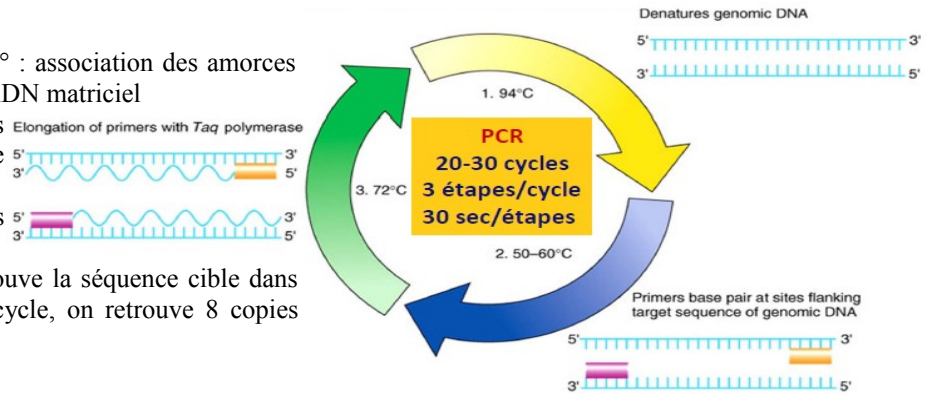 ° : association des amorces
ADN matriciel
s
e
s
ouve la séquence cible dans
cycle, on retrouve 8 copies
Denatures genomic DNA
5' 3'
3' 5'
1. 94°C
PCR
20-30 cycles
3 étapes/cycle
30 sec/étapes
2. 50–60°C
Primers base pair at sites flanking
target sequence of genomic DNA
5' 3'
3' 5'
3. 72°C
Elongation of primers with Taq polymerase
5' 3'
3' 5'
5' 3'
3' 5'